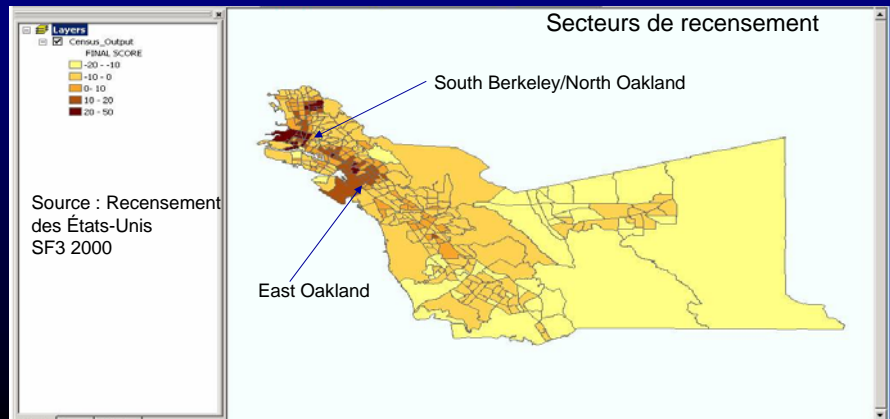 Layers
Census_Output
FINAL SCORE
-20 - -10
-10 - 0
0- 10
10 - 20
20 - 50
Secteurs de recensement
South Berkeley/North Oakland
Source : Recensement
des États-Unis
SF3 2000
East Oakland